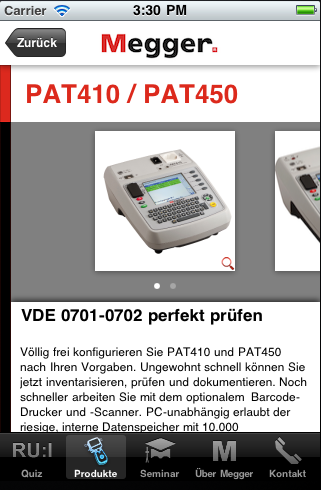 Carrier 3:30 PM
Zurück
Megger.
PAT410 / PAT450
VDE 0701-0702 perfekt prüfen
Völlig frei konfigurieren Sie PAT410 und PAT450
nach Ihren Vorgaben. Ungewohnt schnell können Sie
jetzt inventarisieren, prüfen und dokumentieren. Noch
schneller arbeiten Sie mit dem optionalem Barcode-
Drucker und -Scanner. PC-unabhängig erlaubt der
riesige, interne Datenspeicher mit 10.000
RU:I M
Quiz Produkte Seminar Über Megger Kontakt